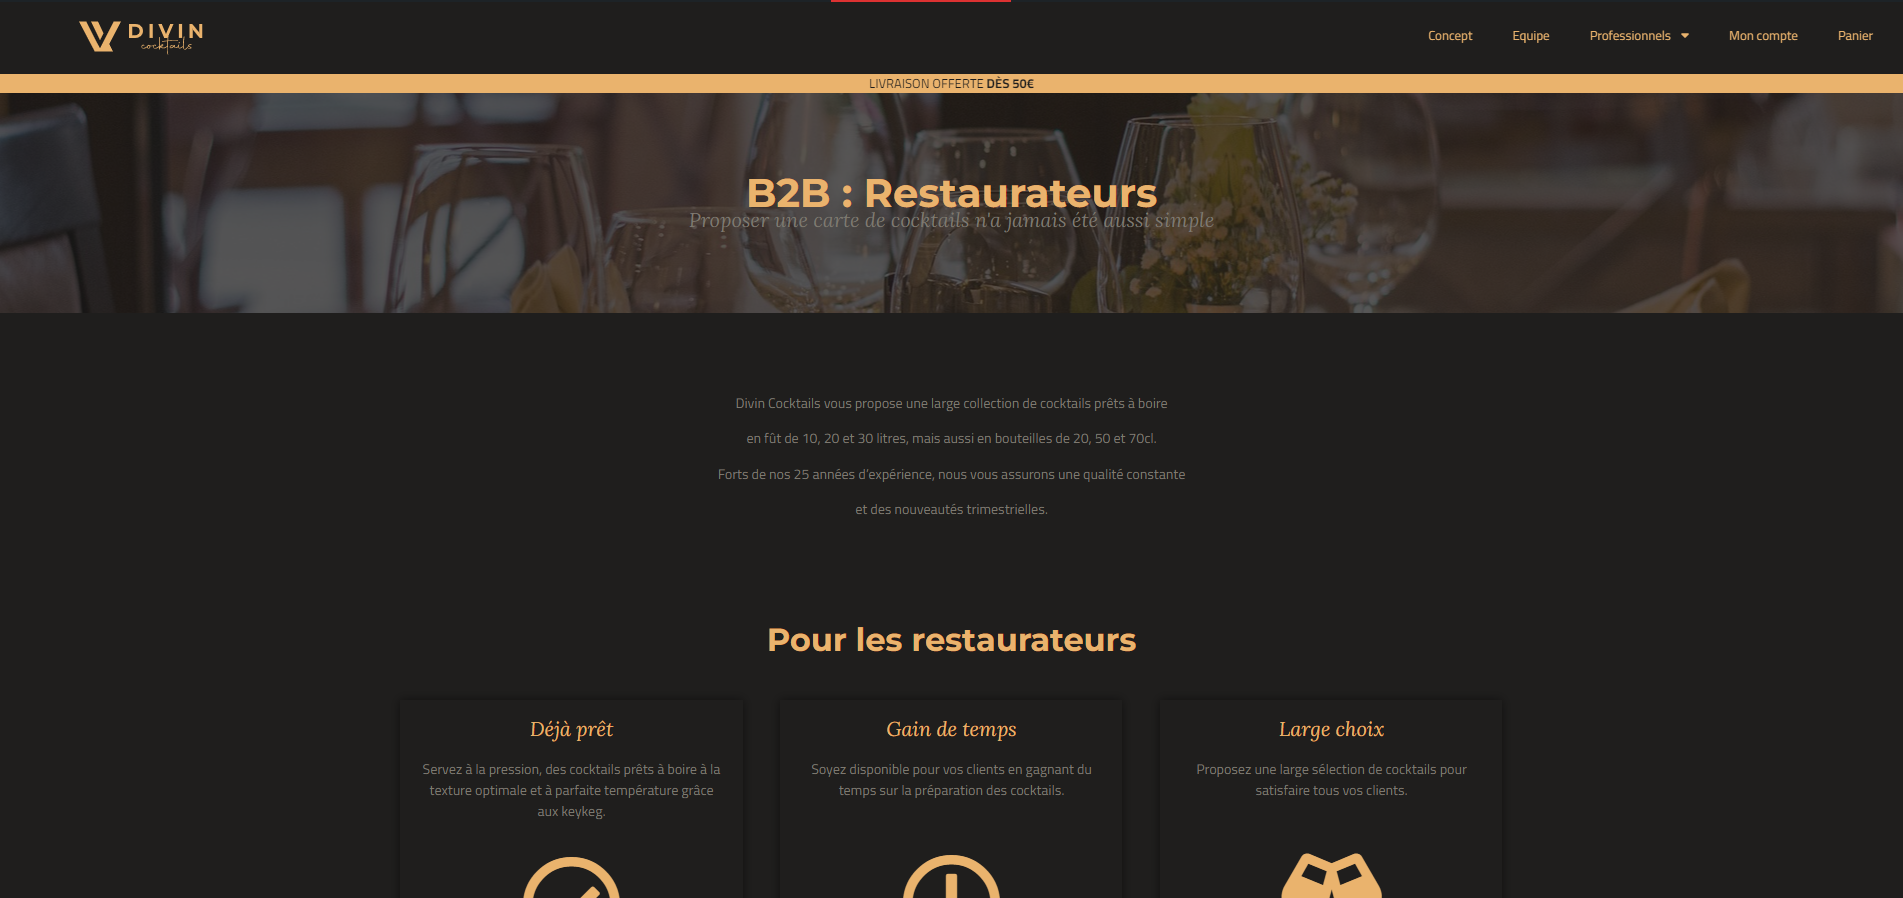 DIVIN
cocktails
Concept
Equipe
Professionnels
Mon compte
Panier
LIVRAISON OFFERTE DÈS 50€
B2B : Restaurateurs
Proposer une carte de cocktails n'a jamais été aussi simple
Divin Cocktails vous propose une large collection de cocktails prêts à boire
en fût de 10, 20 et 30 litres, mais aussi en bouteilles de 20, 50 et 70cl.
Forts de nos 25 années d’expérience, nous vous assurons une qualité constante
et des nouveautés trimestrielles.
Pour les restaurateurs
Déjà prêt
Servez à la pression, des cocktails prêts à boire à la
texture optimale et à parfaite température grâce
aux keykeg.
Gain de temps
Soyez disponible pour vos clients en gagnant du
temps sur la préparation des cocktails.
Large choix
Proposez une large sélection de cocktails pour
satisfaire tous vos clients.